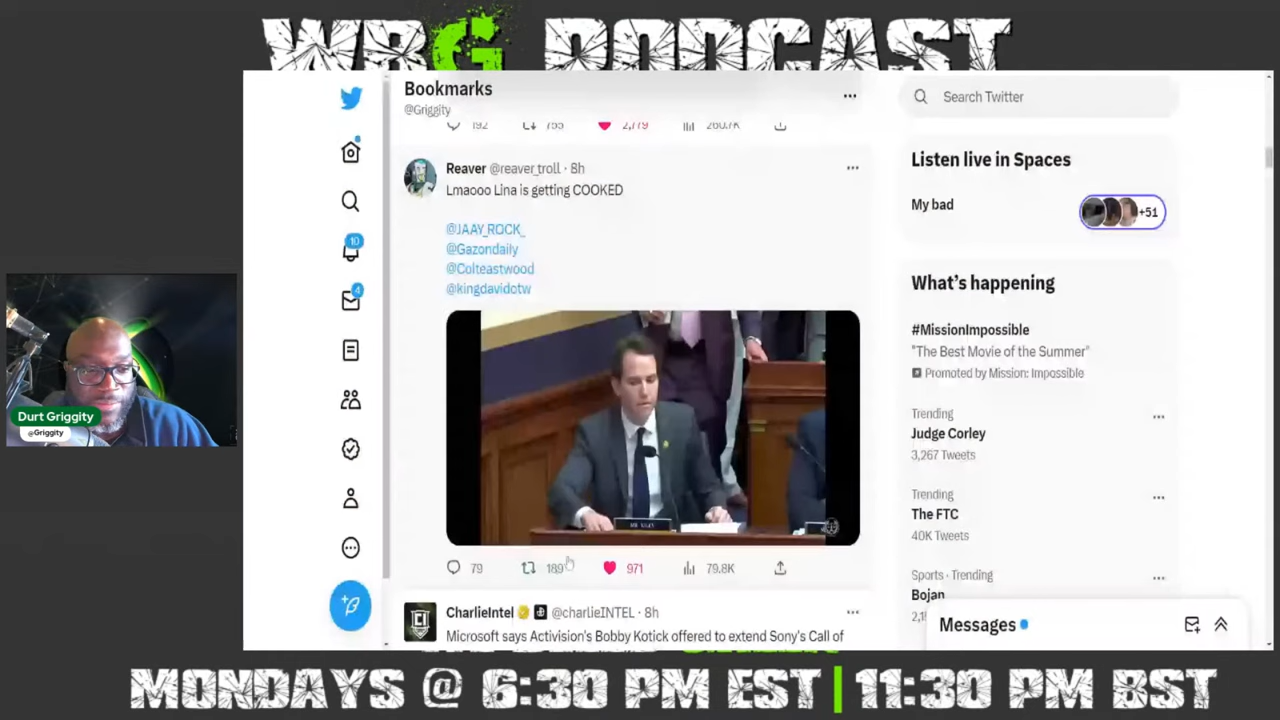 WRG PODCAST
Bookmarks
@Griggity
Search Twitter
192 755 2,779 260.7K
Reaver @reaver_troll · 8h
Lmaooo Lina is getting COOKED
@JAAY_ROCK_
@Gazondaily
@Colteastwood
@kingdavidotw
79 189 971 79.8K
CharlieIntel @charlieINTEL · 8h
Microsoft says Activision's Bobby Kotick offered to extend Sony's Call of
Listen live in Spaces
My bad
+51
What's happening
#MissionImpossible
"The Best Movie of the Summer"
Promoted by Mission: Impossible
Trending
Judge Corley
3,267 Tweets
Trending
The FTC
40K Tweets
Sports · Trending
Bojan
Messages
10
4
Durt Griggity
@Griggity
MONDAYS @ 6:30 PM EST | 11:30 PM BST